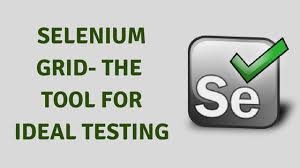 SELENIUM
GRID- THE
TOOL FOR
IDEAL TESTING
Se